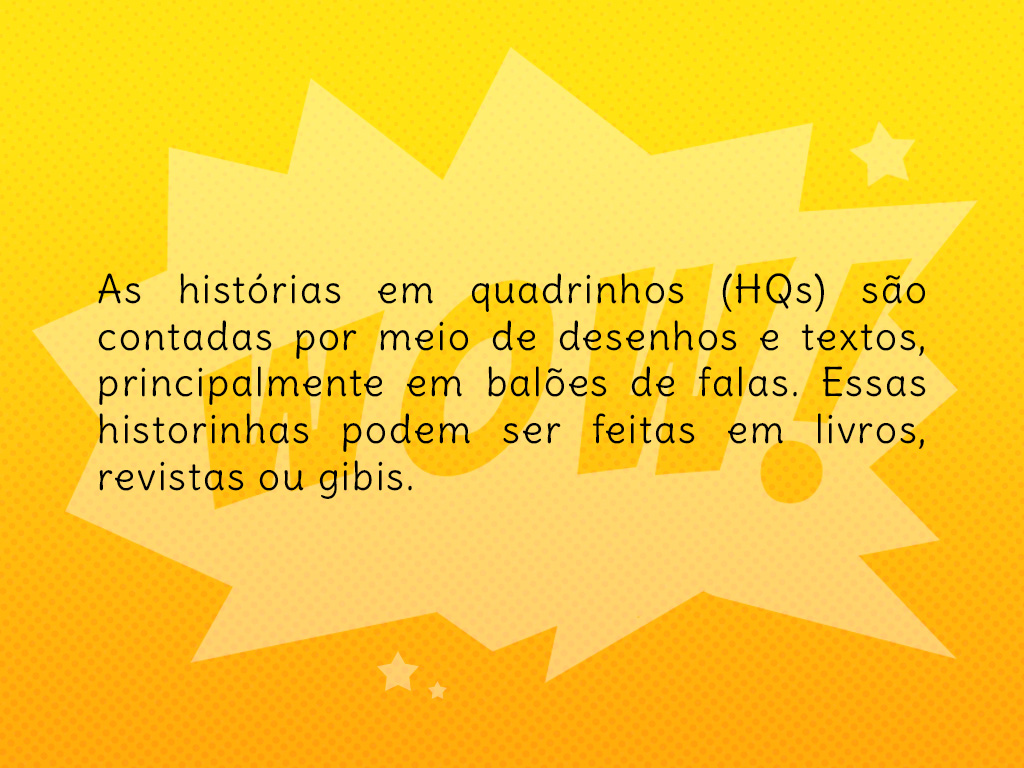 WOW!
As histórias em quadrinhos (HQs) são
contadas por meio de desenhos e textos,
principalmente em balões de falas. Essas
historinhas podem ser feitas em livros,
revistas ou gibis.